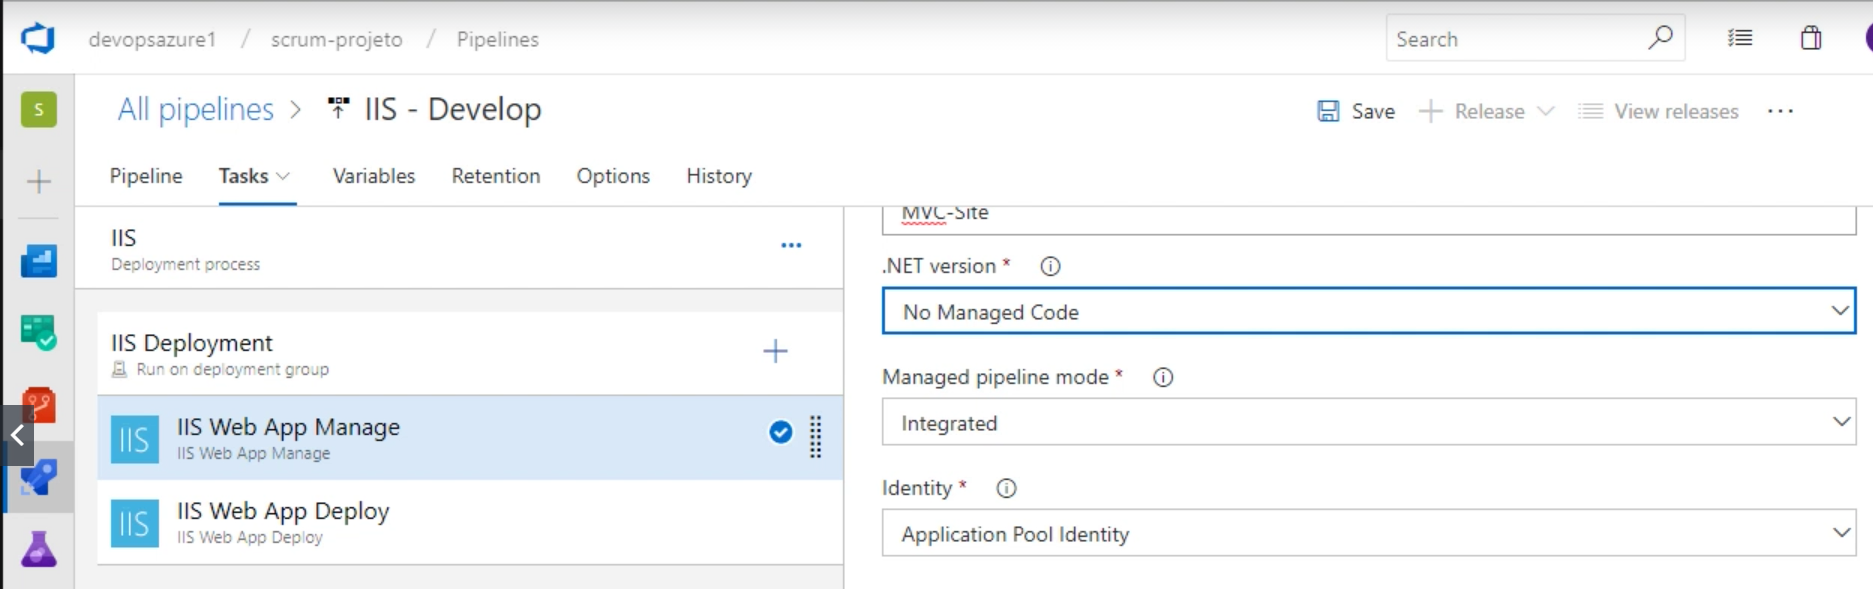 devopsazure1 / scrum-projeto / Pipelines
Search
S
All pipelines > IIS - Develop
Save
Release
View releases
Pipeline
Tasks
Variables
Retention
Options
History
IIS
Deployment process
IIS Deployment
Run on deployment group
IIS
IIS Web App Manage
IIS Web App Manage
IIS
IIS Web App Deploy
IIS Web App Deploy
MVC-Site
.NET version *
No Managed Code
Managed pipeline mode *
Integrated
Identity *
Application Pool Identity